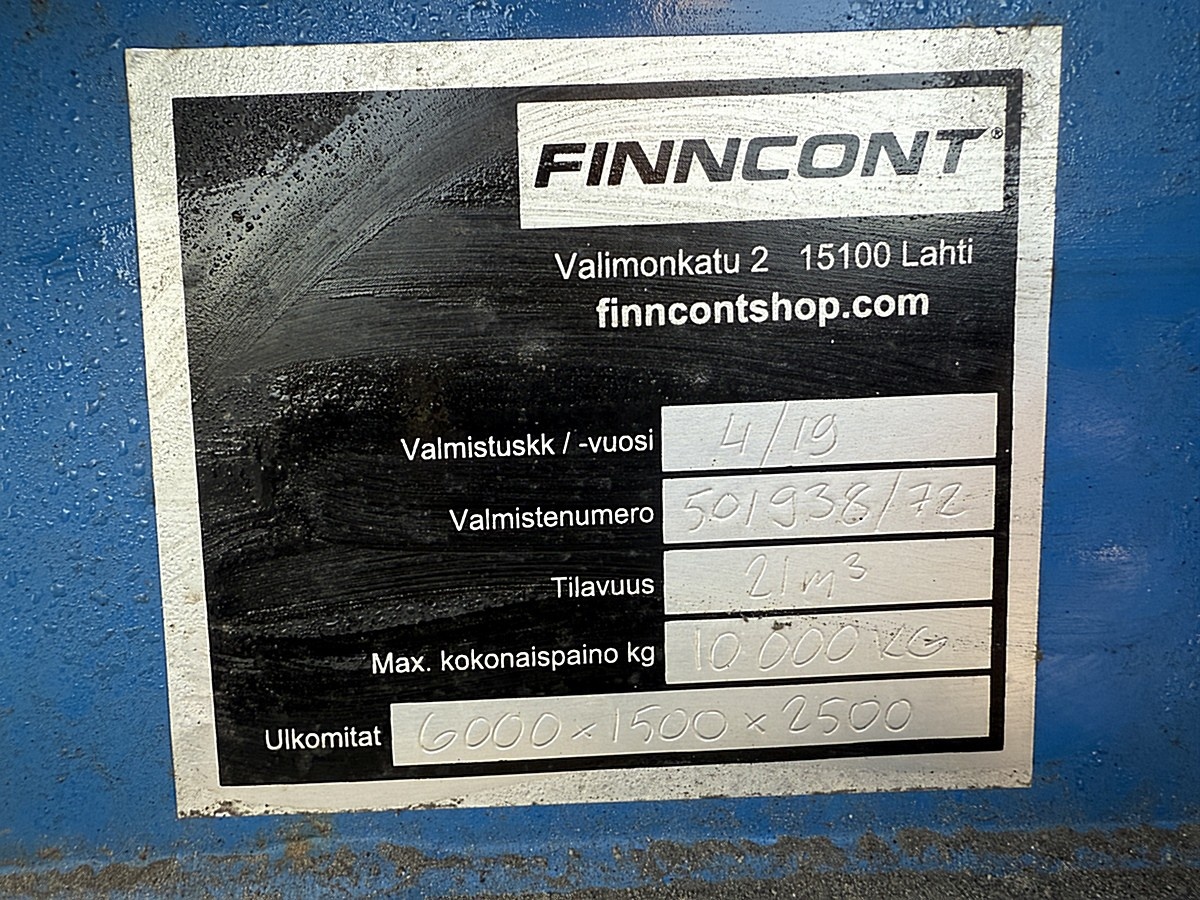 FINNCONT®
Valimonkatu 2 15100 Lahti
finncontshop.com
Valmistuskk / -vuosi 4/19
Valmistenumero 501938/72
Tilavuus 21m³
Max. kokonaispaino kg 10 000 KG
Ulkomitat 6000 x 1500 x 2500